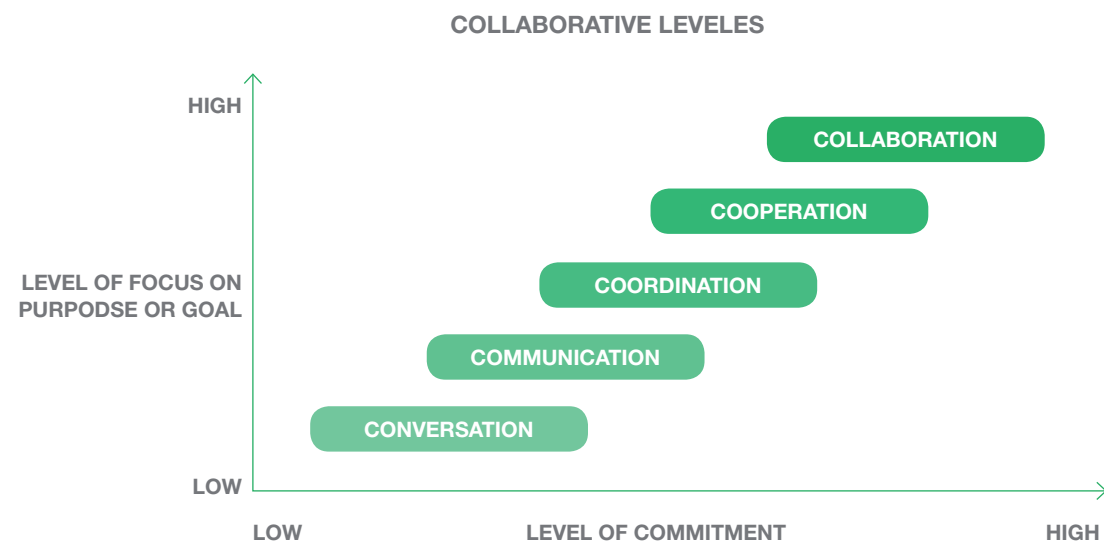 COLLABORATIVE LEVELES
HIGH
COLLABORATION
COOPERATION
LEVEL OF FOCUS ON
PURPODSE OR GOAL
COORDINATION
COMMUNICATION
CONVERSATION
LOW
LOW
LEVEL OF COMMITMENT
HIGH